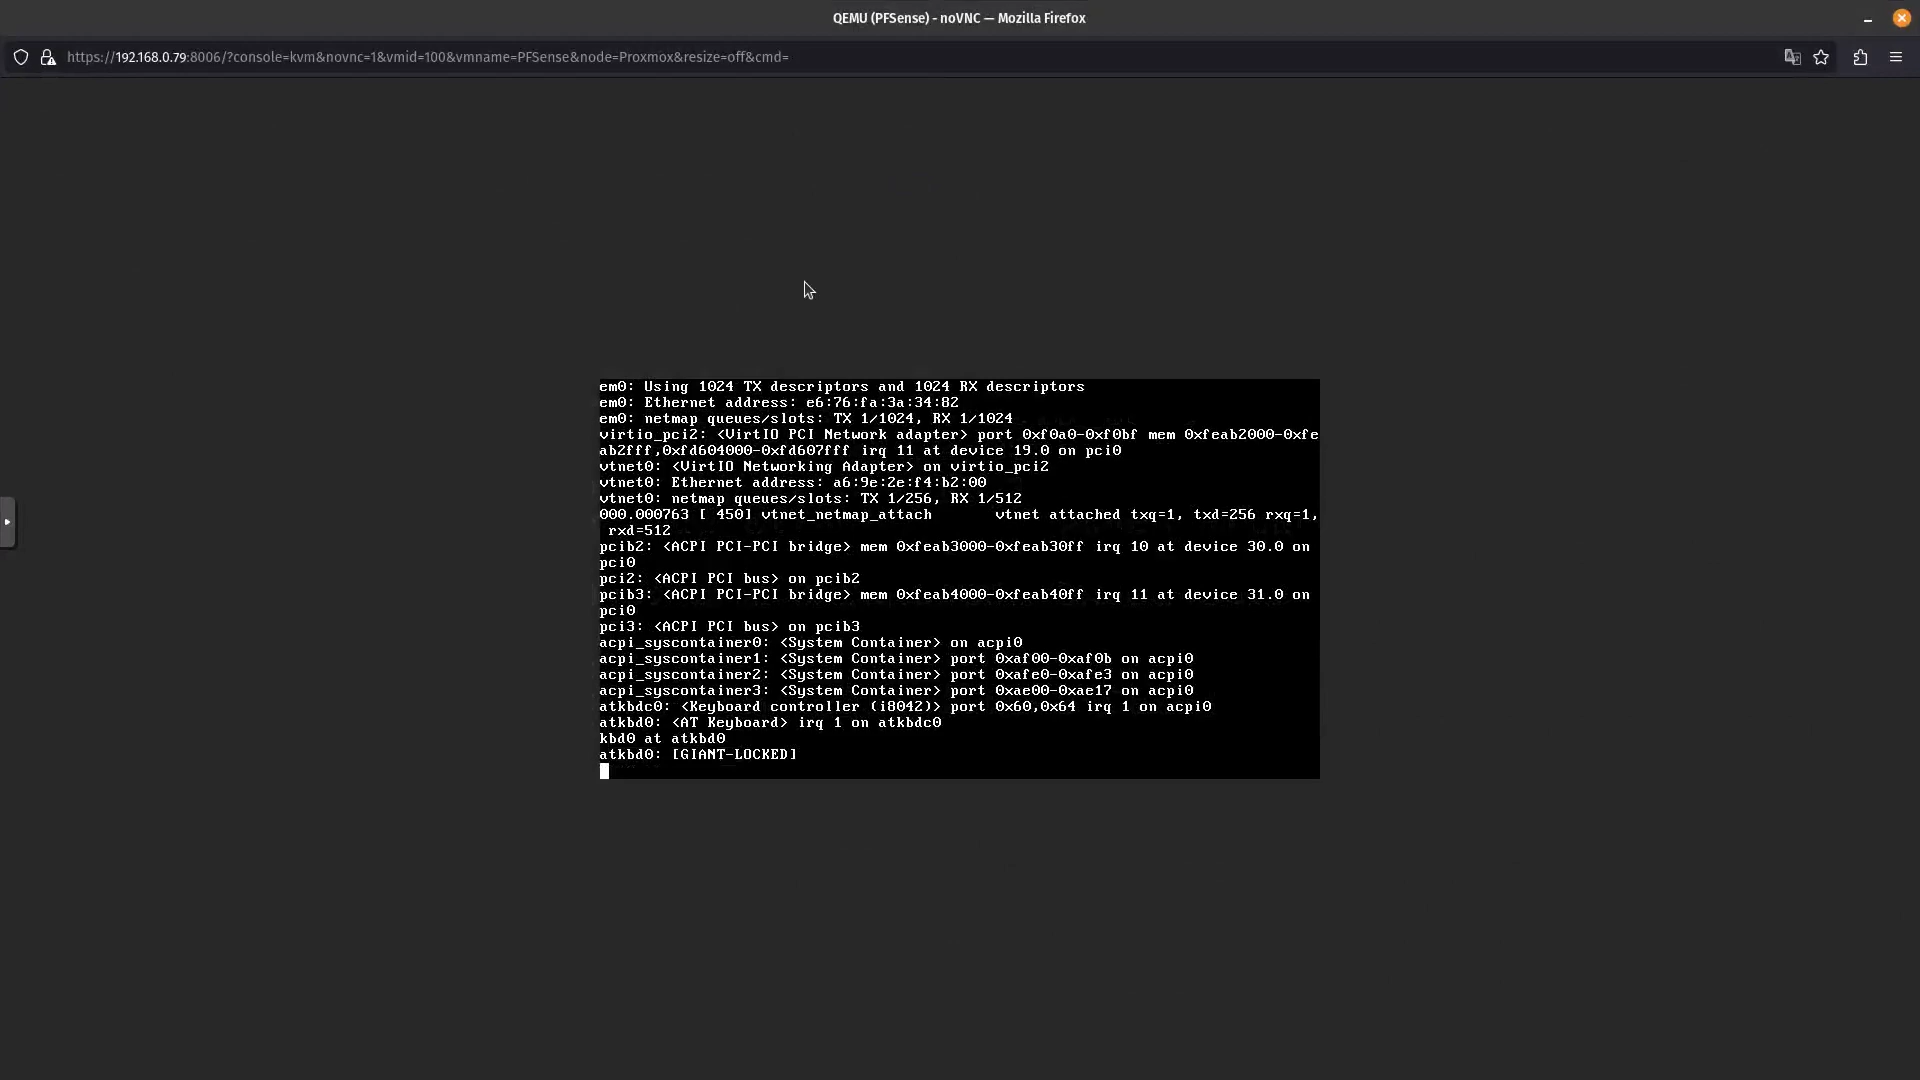 QEMU (PFSense) - noVNC — Mozilla Firefox
https://192.168.0.79:8006/?console=kvm&novnc=1&vmid=100&vmname=PFSense&node=Proxmox&resize=off&cmd=
em0: Using 1024 TX descriptors and 1024 RX descriptors
em0: Ethernet address: e6:76:fa:3a:34:82
em0: netmap queues/slots: TX 1/1024, RX 1/1024
virtio_pci2: <VirtIO PCI Network adapter> port 0xf0a0-0xf0bf mem 0xfeab2000-0xfe
ab2fff,0xfd604000-0xfd607fff irq 11 at device 19.0 on pci0
vtnet0: <VirtIO Networking Adapter> on virtio_pci2
vtnet0: Ethernet address: a6:9e:2e:f4:b2:00
vtnet0: netmap queues/slots: TX 1/256, RX 1/512
000.000763 [ 450] vtnet_netmap_attach       vtnet attached txq=1, txd=256 rxq=1,
 rxd=512
pcib2: <ACPI PCI-PCI bridge> mem 0xfeab3000-0xfeab30ff irq 10 at device 30.0 on
pci0
pci2: <ACPI PCI bus> on pcib2
pcib3: <ACPI PCI-PCI bridge> mem 0xfeab4000-0xfeab40ff irq 11 at device 31.0 on
pci0
pci3: <ACPI PCI bus> on pcib3
acpi_syscontainer0: <System Container> on acpi0
acpi_syscontainer1: <System Container> port 0xaf00-0xaf0b on acpi0
acpi_syscontainer2: <System Container> port 0xafe0-0xafe3 on acpi0
acpi_syscontainer3: <System Container> port 0xae00-0xae17 on acpi0
atkbdc0: <Keyboard controller (i8042)> port 0x60,0x64 irq 1 on acpi0
atkbd0: <AT Keyboard> irq 1 on atkbdc0
kbd0 at atkbd0
atkbd0: [GIANT-LOCKED]